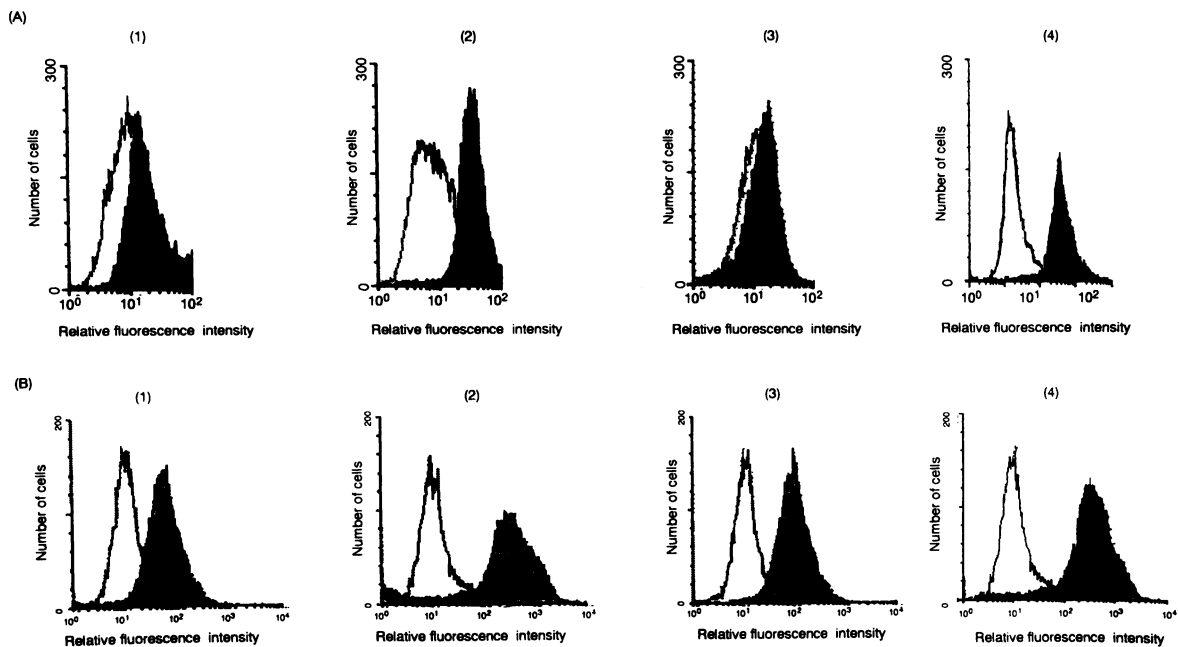 (A)
(1) (2) (3) (4)
300 300 300 300
Number of cells Number of cells Number of cells Number of cells
0 0 0 0
10⁰ 10¹ 10² 10⁰ 10¹ 10² 10⁰ 10¹ 10² 10⁰ 10¹ 10²
Relative fluorescence intensity Relative fluorescence intensity Relative fluorescence intensity Relative fluorescence intensity
(B)
(1) (2) (3) (4)
200 200 200 200
Number of cells Number of cells Number of cells Number of cells
0 0 0 0
10⁰ 10¹ 10² 10³ 10⁴ 10⁰ 10¹ 10² 10³ 10⁴ 10⁰ 10¹ 10² 10³ 10⁴ 10⁰ 10¹ 10² 10³ 10⁴
Relative fluorescence intensity Relative fluorescence intensity Relative fluorescence intensity Relative fluorescence intensity